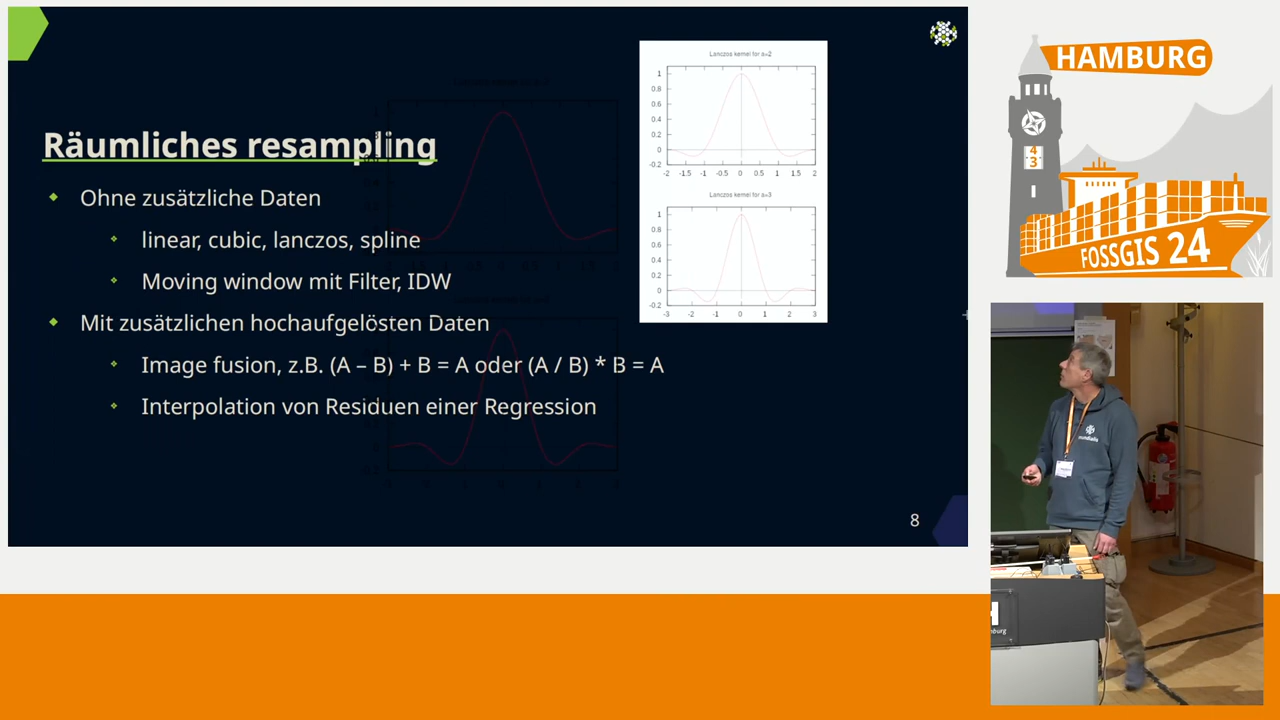 Räumliches resampling
Ohne zusätzliche Daten
linear, cubic, lanczos, spline
Moving window mit Filter, IDW
Mit zusätzlichen hochaufgelösten Daten
Image fusion, z.B. (A – B) + B = A oder (A / B) * B = A
Interpolation von Residuen einer Regression
8
Lanczos kernel for a=2
1
0.8
0.6
0.4
0.2
0
-0.2
-2 -1.5 -1 -0.5 0 0.5 1 1.5 2
Lanczos kernel for a=3
1
0.8
0.6
0.4
0.2
0
-0.2
-3 -2 -1 0 1 2 3
HAMBURG
4
3
FOSSGIS 24
mundialis